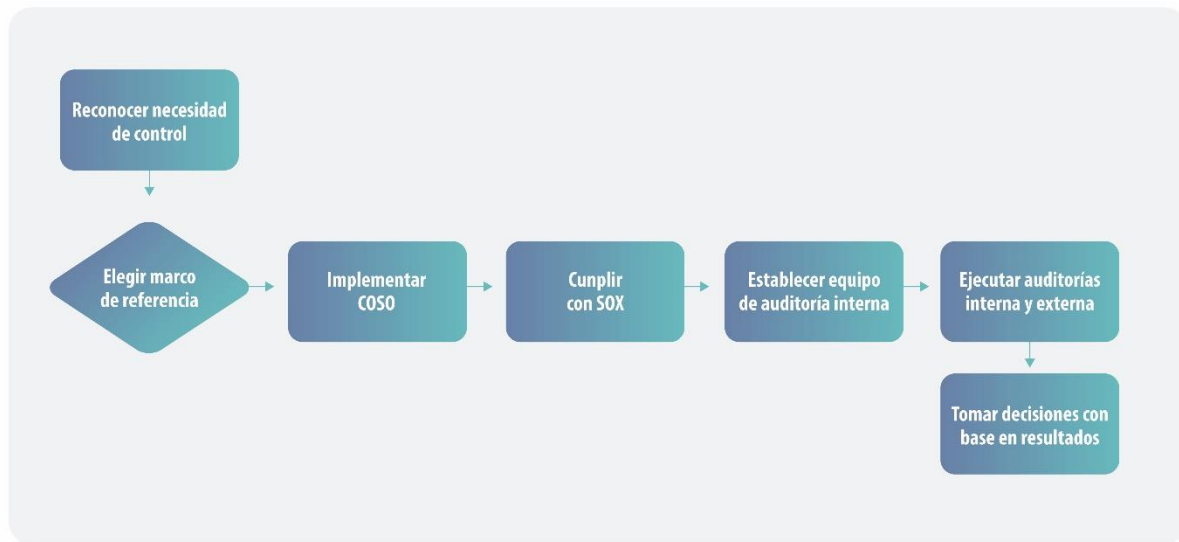 Reconocer necesidad
de control
Elegir marco
de referencia
Implementar
COSO
Cunplir
con SOX
Establecer equipo
de auditoría interna
Ejecutar auditorías
interna y externa
Tomar decisiones con
base en resultados